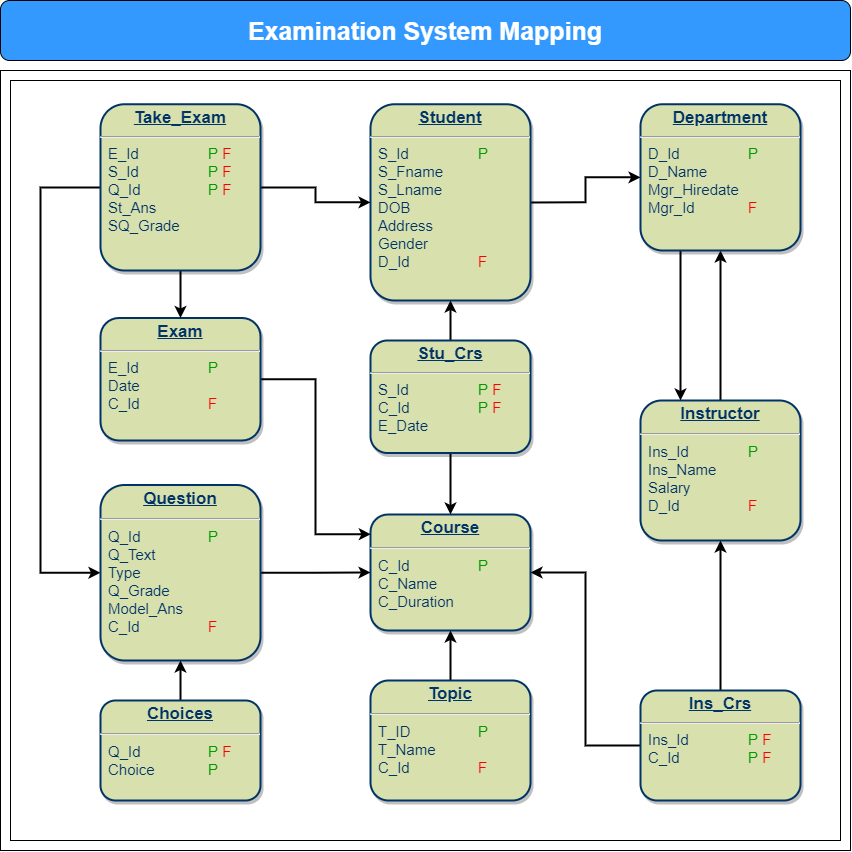 Examination System Mapping
Take_Exam
E_Id P F
S_Id P F
Q_Id P F
St_Ans
SQ_Grade
Student
S_Id P
S_Fname
S_Lname
DOB
Address
Gender
D_Id F
Department
D_Id P
D_Name
Mgr_Hiredate
Mgr_Id F
Exam
E_Id P
Date
C_Id F
Stu_Crs
S_Id P F
C_Id P F
E_Date
Instructor
Ins_Id P
Ins_Name
Salary
D_Id F
Question
Q_Id P
Q_Text
Type
Q_Grade
Model_Ans
C_Id F
Course
C_Id P
C_Name
C_Duration
Choices
Q_Id P F
Choice P
Topic
T_ID P
T_Name
C_Id F
Ins_Crs
Ins_Id P F
C_Id P F